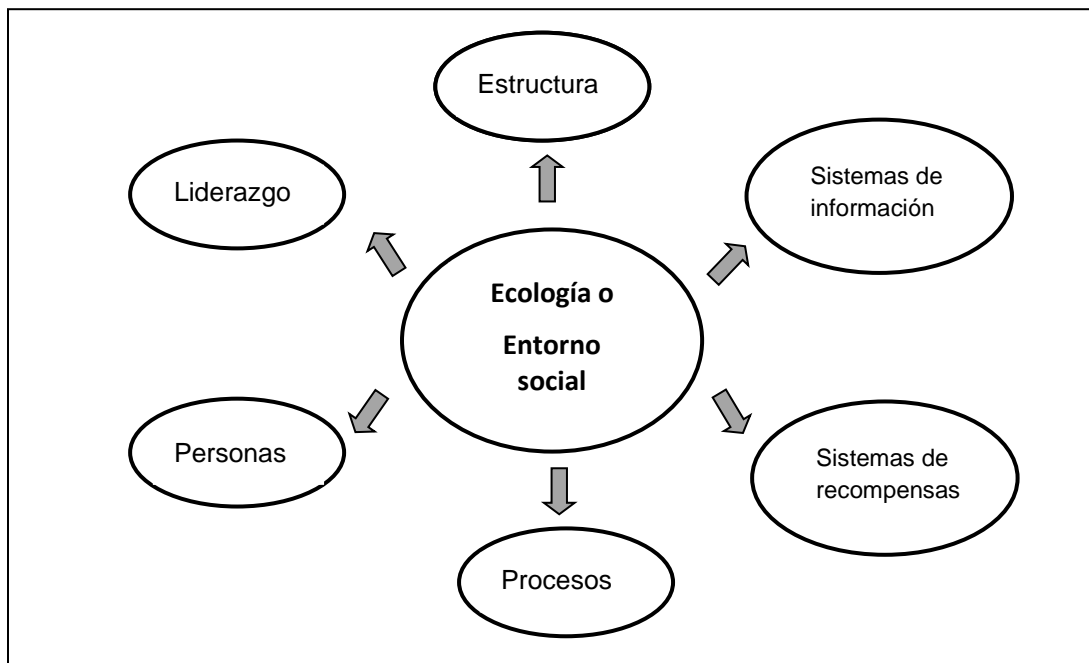 Estructura
Liderazgo
Sistemas de
información
Ecología o
Entorno
social
Personas
Sistemas de
recompensas
Procesos